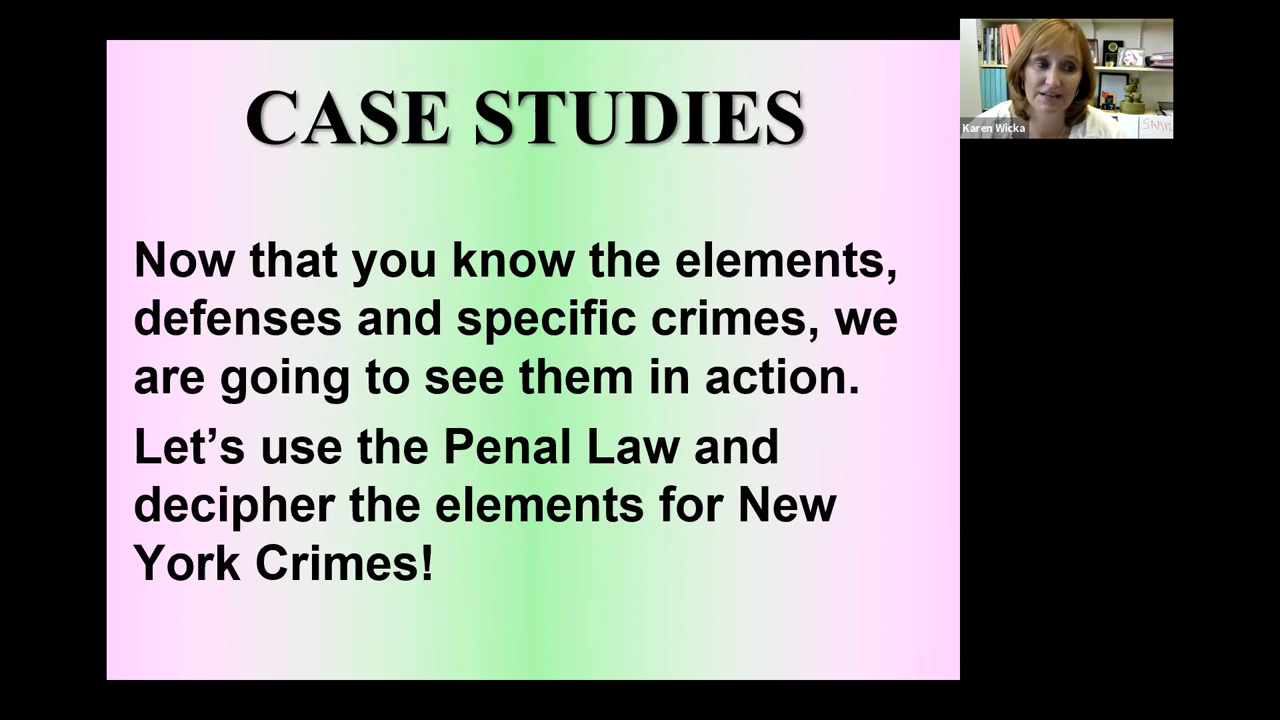 CASE STUDIES
Now that you know the elements,
defenses and specific crimes, we
are going to see them in action.
Let’s use the Penal Law and
decipher the elements for New
York Crimes!
Karen Wicka